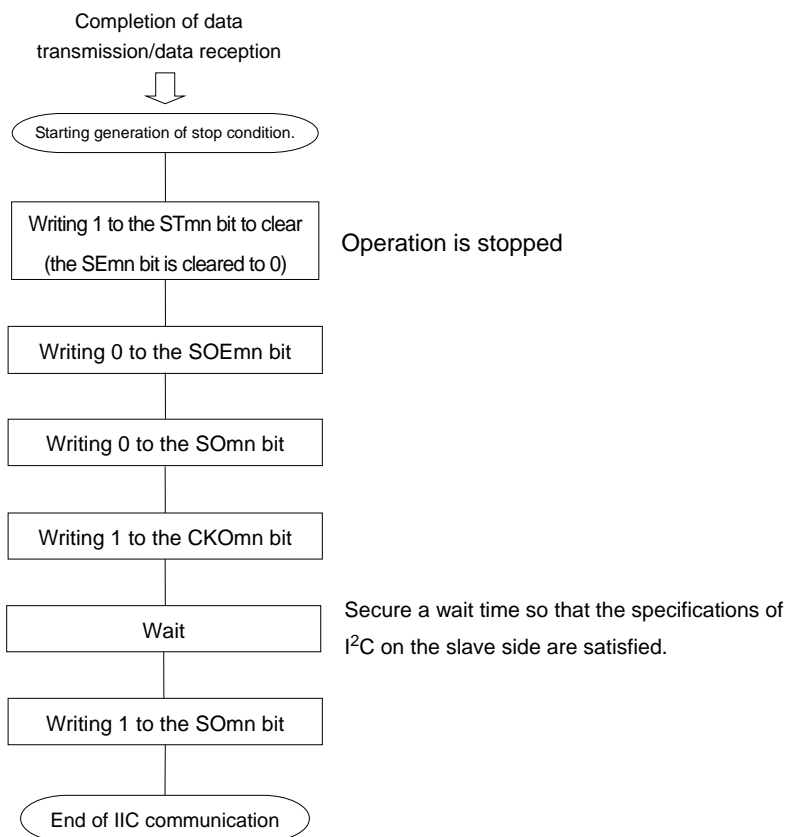 Completion of data
transmission/data reception
Starting generation of stop condition.
Writing 1 to the STmn bit to clear
(the SEmn bit is cleared to 0)
Operation is stopped
Writing 0 to the SOEmn bit
Writing 0 to the SOmn bit
Writing 1 to the CKOmn bit
Wait
Secure a wait time so that the specifications of
I²C on the slave side are satisfied.
Writing 1 to the SOmn bit
End of IIC communication